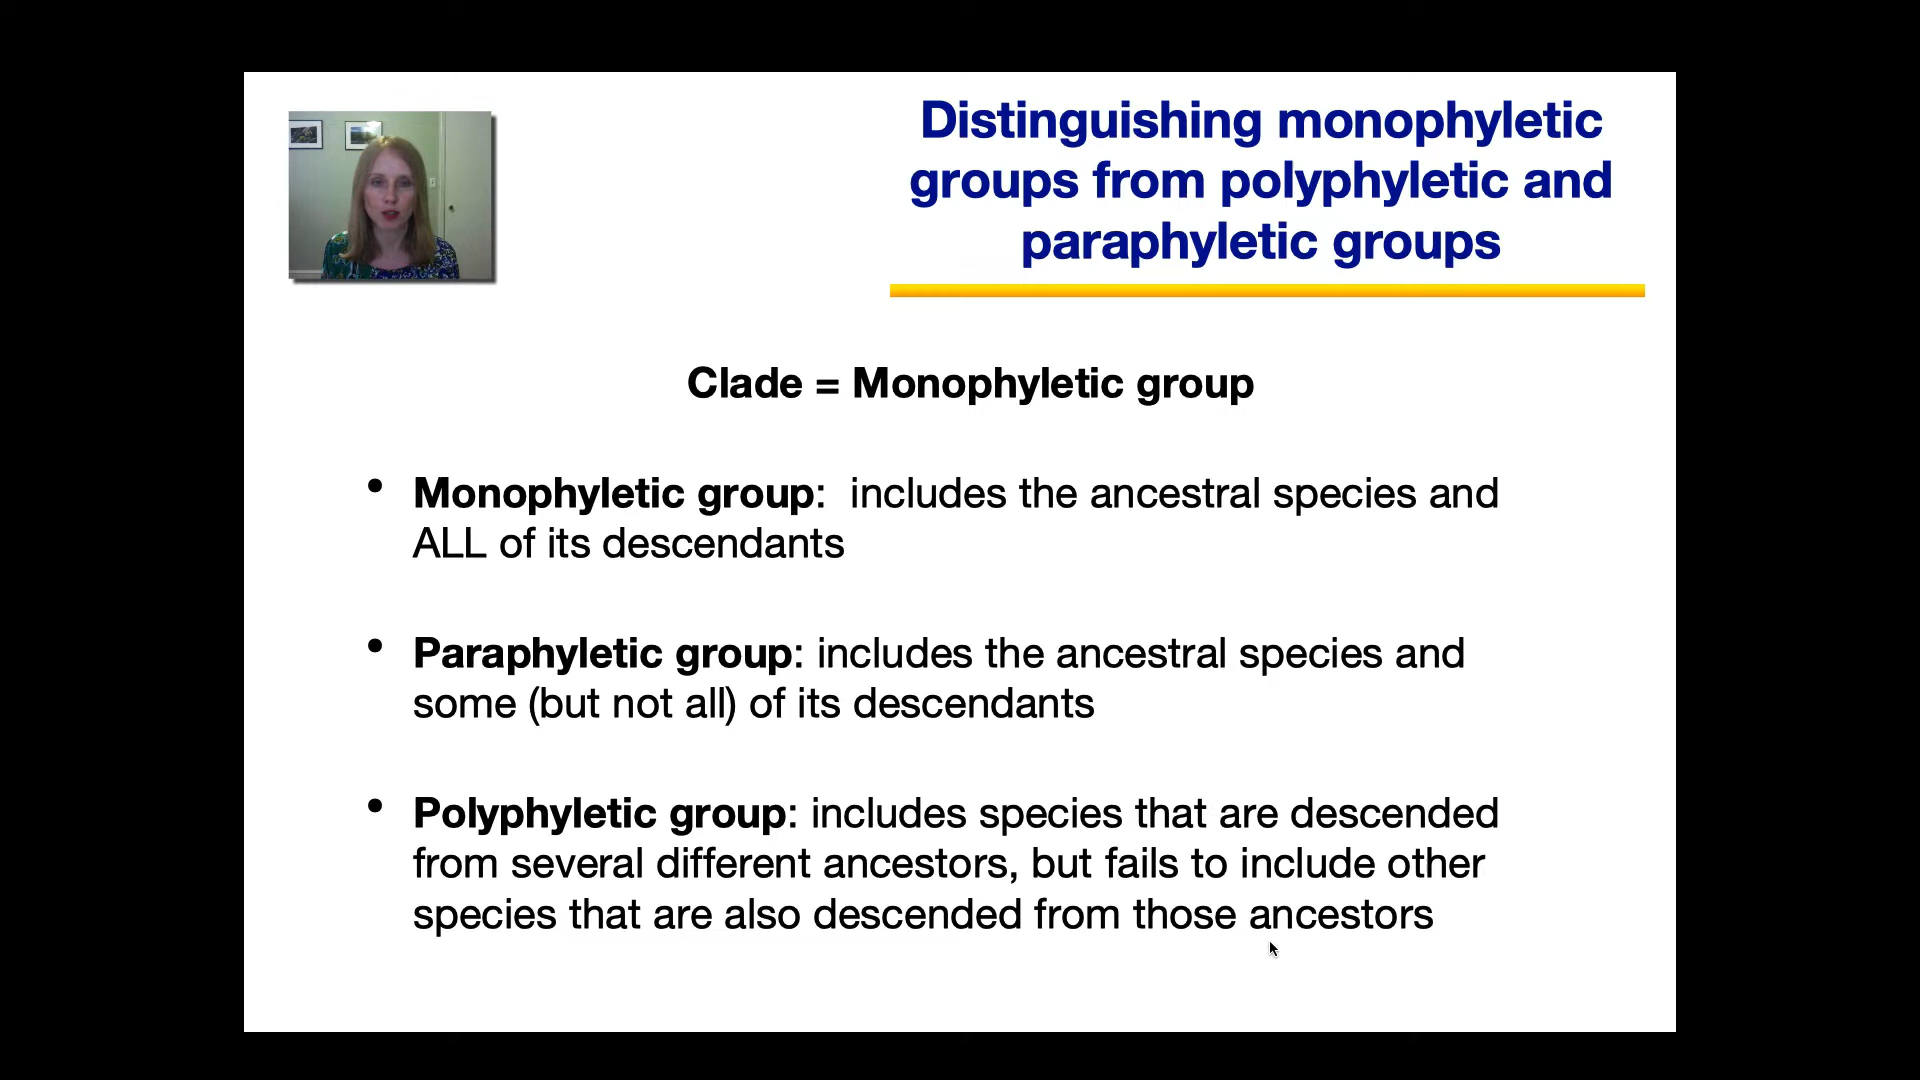 Distinguishing monophyletic
groups from polyphyletic and
paraphyletic groups
Clade = Monophyletic group
• Monophyletic group:  includes the ancestral species and
ALL of its descendants
• Paraphyletic group: includes the ancestral species and
some (but not all) of its descendants
• Polyphyletic group: includes species that are descended
from several different ancestors, but fails to include other
species that are also descended from those ancestors